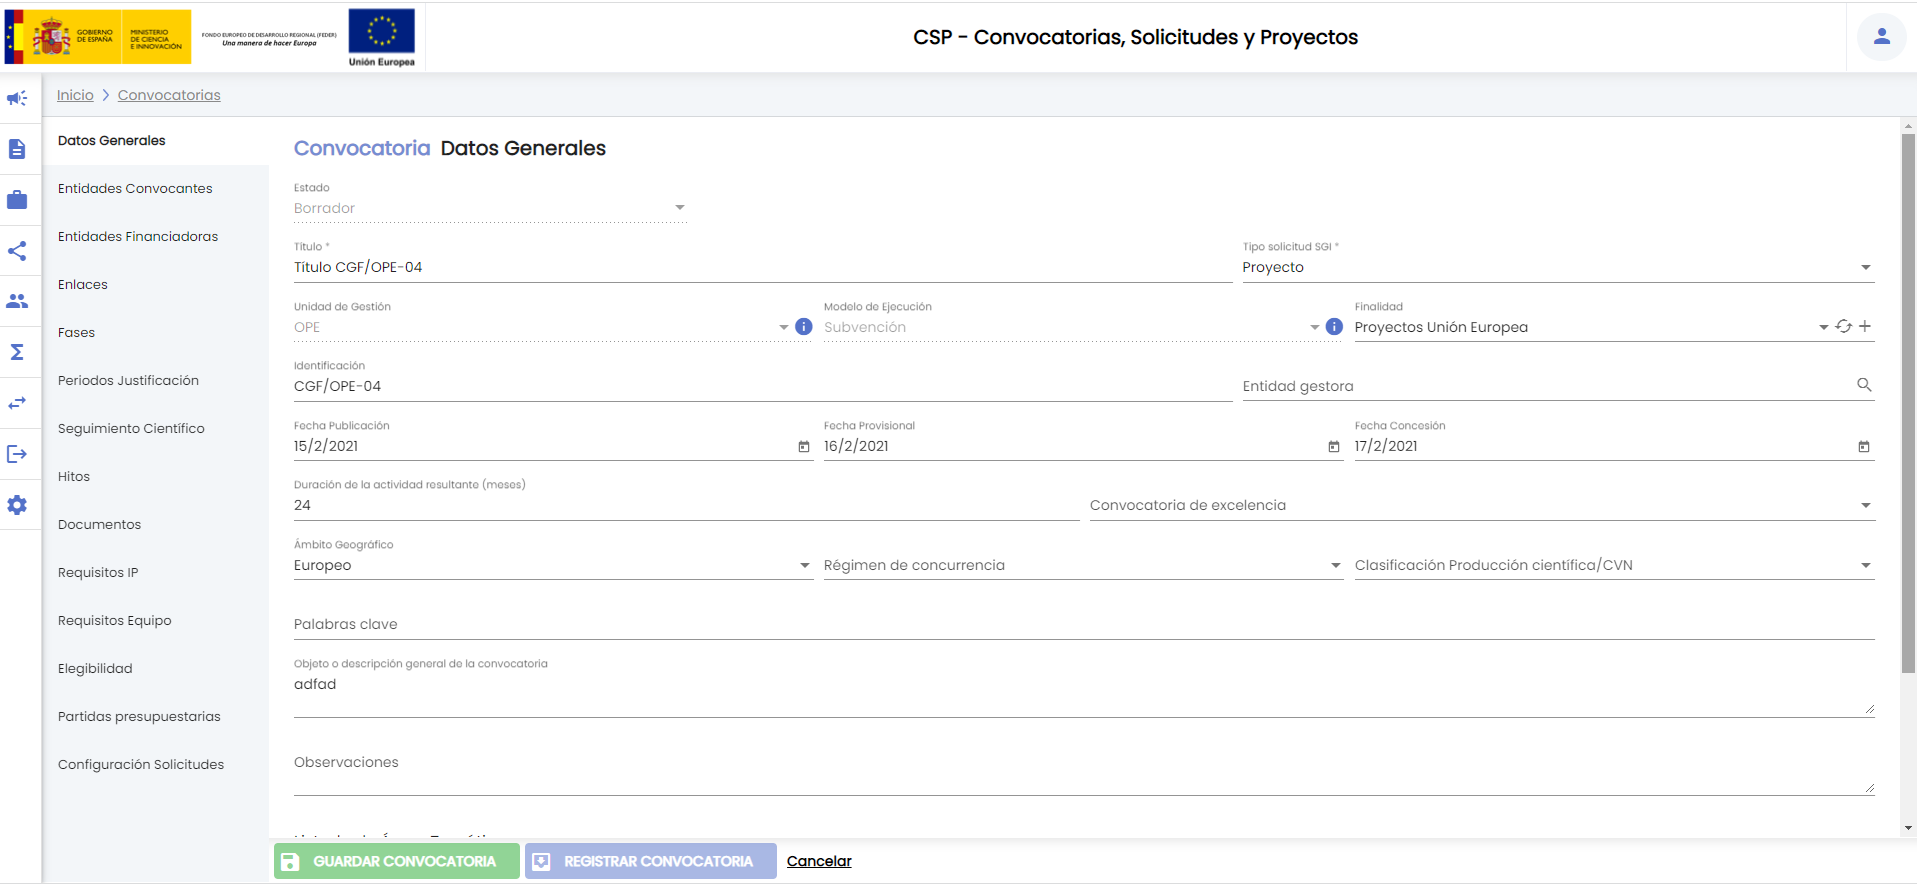 GOBIERNO
DE ESPAÑA
MINISTERIO
DE CIENCIA
E INNOVACIÓN
FONDO EUROPEO DE DESARROLLO REGIONAL (FEDER)
Una manera de hacer Europa
Unión Europea
CSP - Convocatorias, Solicitudes y Proyectos
Inicio > Convocatorias
Datos Generales
Entidades Convocantes
Entidades Financiadoras
Enlaces
Fases
Periodos Justificación
Seguimiento Científico
Hitos
Documentos
Requisitos IP
Requisitos Equipo
Elegibilidad
Partidas presupuestarias
Configuración Solicitudes
Convocatoria Datos Generales
Estado
Borrador
Título * Tipo solicitud SGI *
Título CGF/OPE-04 Proyecto
Unidad de Gestión Modelo de Ejecución Finalidad
OPE Subvención Proyectos Unión Europea
Identificación
CGF/OPE-04 Entidad gestora
Fecha Publicación Fecha Provisional Fecha Concesión
15/2/2021 16/2/2021 17/2/2021
Duración de la actividad resultante (meses)
24 Convocatoria de excelencia
Ámbito Geográfico
Europeo Régimen de concurrencia Clasificación Producción científica/CVN
Palabras clave
Objeto o descripción general de la convocatoria
adfad
Observaciones
GUARDAR CONVOCATORIA REGISTRAR CONVOCATORIA Cancelar